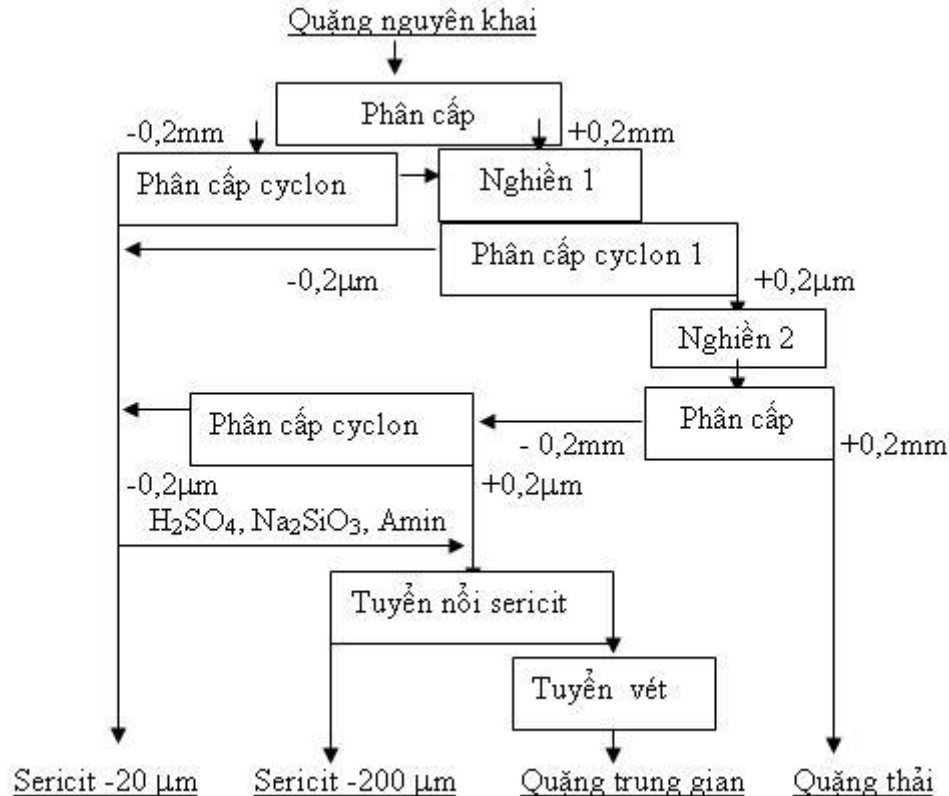 Quặng nguyên khai
Phân cấp
-0,2mm
+0,2mm
Phân cấp cyclon
Nghiền 1
Phân cấp cyclon 1
-0,2µm
+0,2µm
Nghiền 2
Phân cấp cyclon
Phân cấp
- 0,2mm
+0,2mm
-0,2µm
+0,2µm
H₂SO₄, Na₂SiO₃, Amin
Tuyển nổi sericit
Tuyển vét
Sericit -20 µm
Sericit -200 µm
Quặng trung gian
Quặng thải